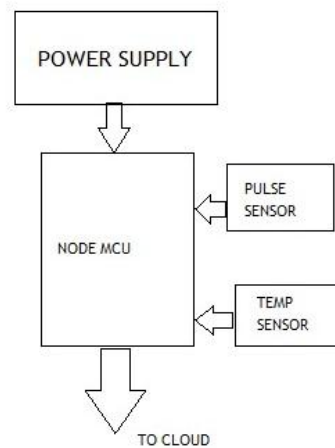 POWER SUPPLY
PULSE
SENSOR
NODE MCU
TEMP
SENSOR
TO CLOUD